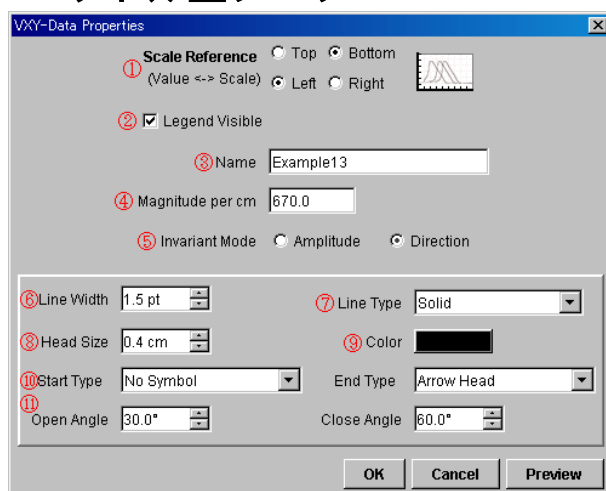 VXY-Data Properties
① Scale Reference Top Bottom
(Value <-> Scale) Left Right
② Legend Visible
③ Name Example13
④ Magnitude per cm 670.0
⑤ Invariant Mode Amplitude Direction
⑥ Line Width 1.5 pt ⑦ Line Type Solid
⑧ Head Size 0.4 cm ⑨ Color
⑩ Start Type No Symbol End Type Arrow Head
⑪
Open Angle 30.0° Close Angle 60.0°
OK Cancel Preview